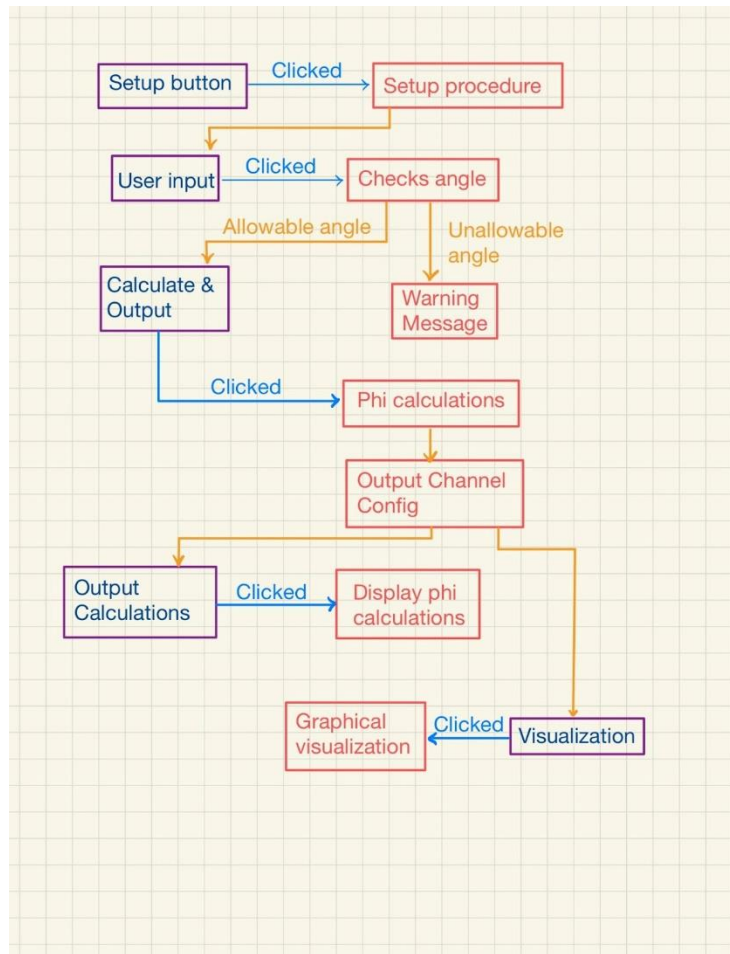 Setup button
Clicked
Setup procedure
User input
Clicked
Checks angle
Allowable angle
Unallowable
angle
Calculate &
Output
Warning
Message
Clicked
Phi calculations
Output Channel
Config
Output
Calculations
Clicked
Display phi
calculations
Graphical
visualization
Clicked
Visualization